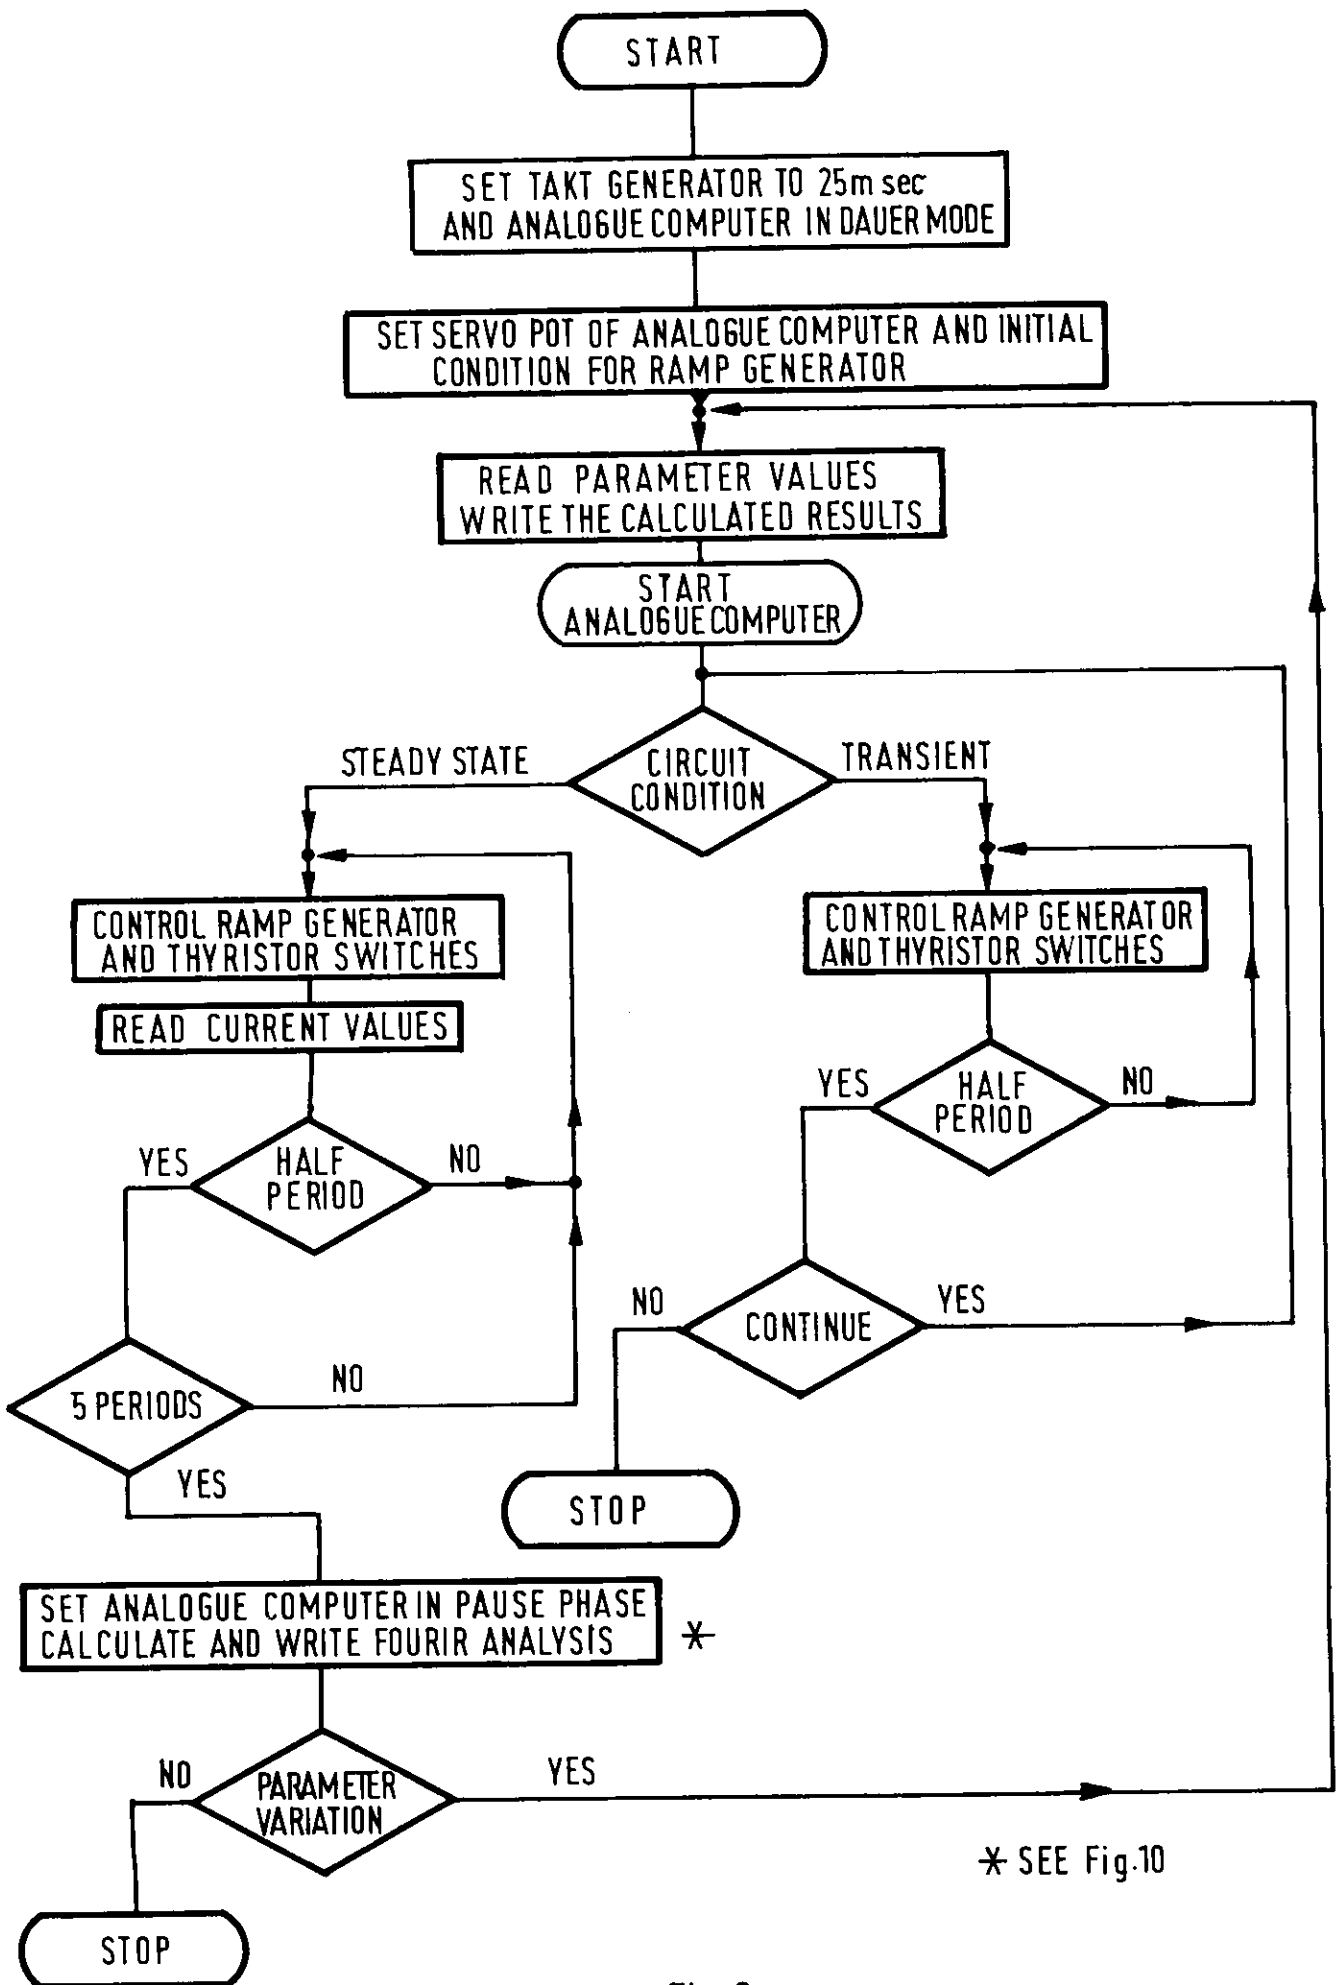 START
SET TAKT GENERATOR TO 25m sec
AND ANALOGUE COMPUTER IN DAUER MODE
SET SERVO POT OF ANALOGUE COMPUTER AND INITIAL
CONDITION FOR RAMP GENERATOR
READ PARAMETER VALUES
WRITE THE CALCULATED RESULTS
START
ANALOGUE COMPUTER
CIRCUIT
CONDITION
STEADY STATE
TRANSIENT
CONTROL RAMP GENERATOR
AND THYRISTOR SWITCHES
READ CURRENT VALUES
HALF
PERIOD
YES
NO
5 PERIODS
NO
YES
CONTROL RAMP GENERATOR
AND THYRISTOR SWITCHES
HALF
PERIOD
YES
NO
CONTINUE
NO
YES
STOP
SET ANALOGUE COMPUTER IN PAUSE PHASE
CALCULATE AND WRITE FOURIR ANALYSIS
*
PARAMETER
VARIATION
NO
YES
* SEE Fig.10
STOP